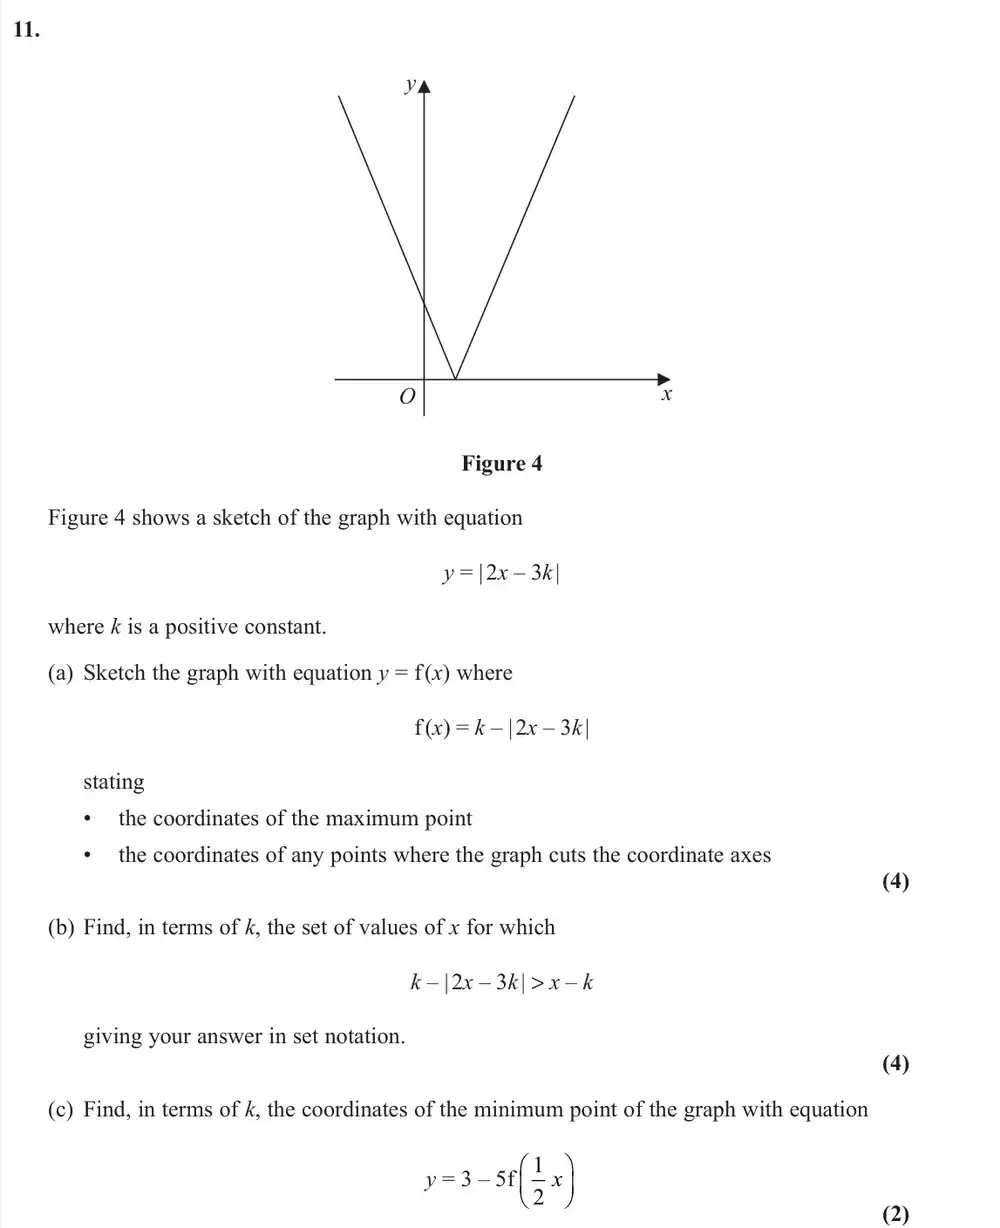 11.
y
O
x
Figure 4
Figure 4 shows a sketch of the graph with equation
y = |2x – 3k|
where k is a positive constant.
(a) Sketch the graph with equation y = f(x) where
f(x) = k – |2x – 3k|
stating
• the coordinates of the maximum point
• the coordinates of any points where the graph cuts the coordinate axes
(4)
(b) Find, in terms of k, the set of values of x for which
k – |2x – 3k| > x – k
giving your answer in set notation.
(4)
(c) Find, in terms of k, the coordinates of the minimum point of the graph with equation
y = 3 – 5f(1/2 x)
(2)